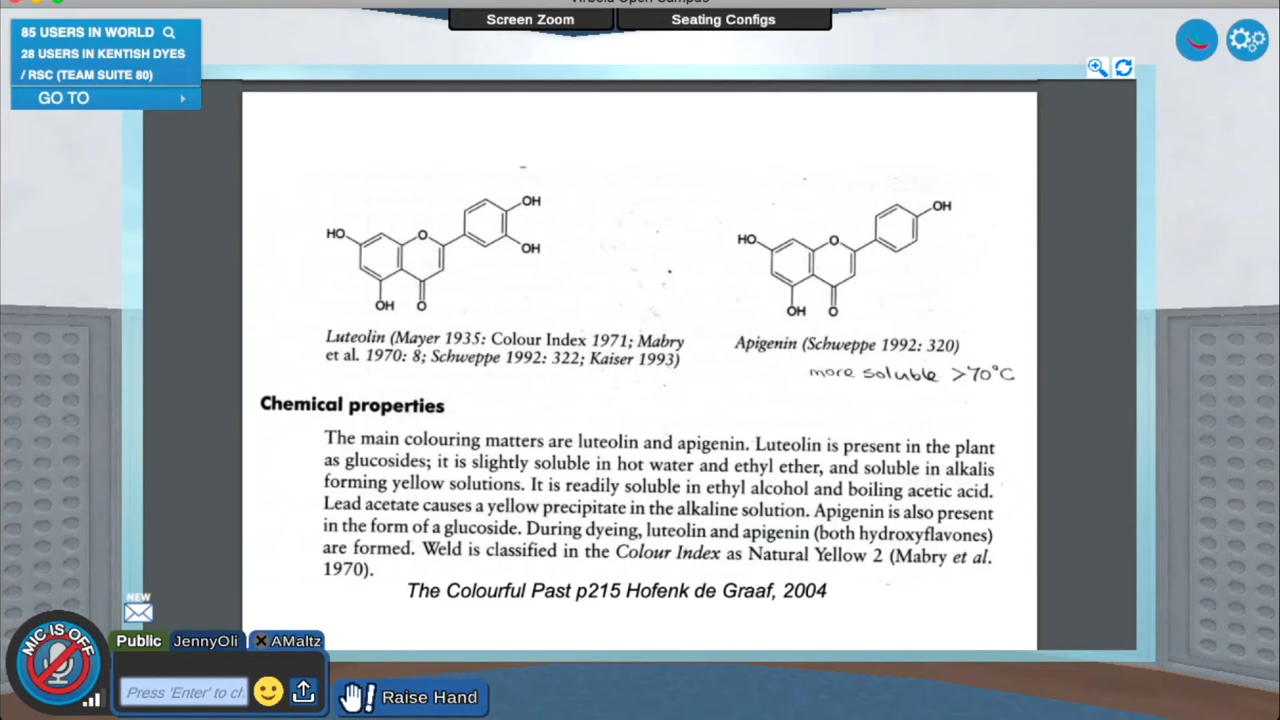 Virbela Open Campus
Screen Zoom
Seating Configs
85 USERS IN WORLD
28 USERS IN KENTISH DYES
/ RSC (TEAM SUITE 80)
GO TO
OH
HO
O
OH
OH
O
OH
HO
O
OH
O
Luteolin (Mayer 1935: Colour Index 1971; Mabry
et al. 1970: 8; Schweppe 1992: 322; Kaiser 1993)
Apigenin (Schweppe 1992: 320)
more soluble >70°C
Chemical properties
The main colouring matters are luteolin and apigenin. Luteolin is present in the plant
as glucosides; it is slightly soluble in hot water and ethyl ether, and soluble in alkalis
forming yellow solutions. It is readily soluble in ethyl alcohol and boiling acetic acid.
Lead acetate causes a yellow precipitate in the alkaline solution. Apigenin is also present
in the form of a glucoside. During dyeing, luteolin and apigenin (both hydroxyflavones)
are formed. Weld is classified in the Colour Index as Natural Yellow 2 (Mabry et al.
1970).
The Colourful Past p215 Hofenk de Graaf, 2004
NEW
MIC IS OFF
Public
JennyOli
AMaltz
Press 'Enter' to ch
Raise Hand